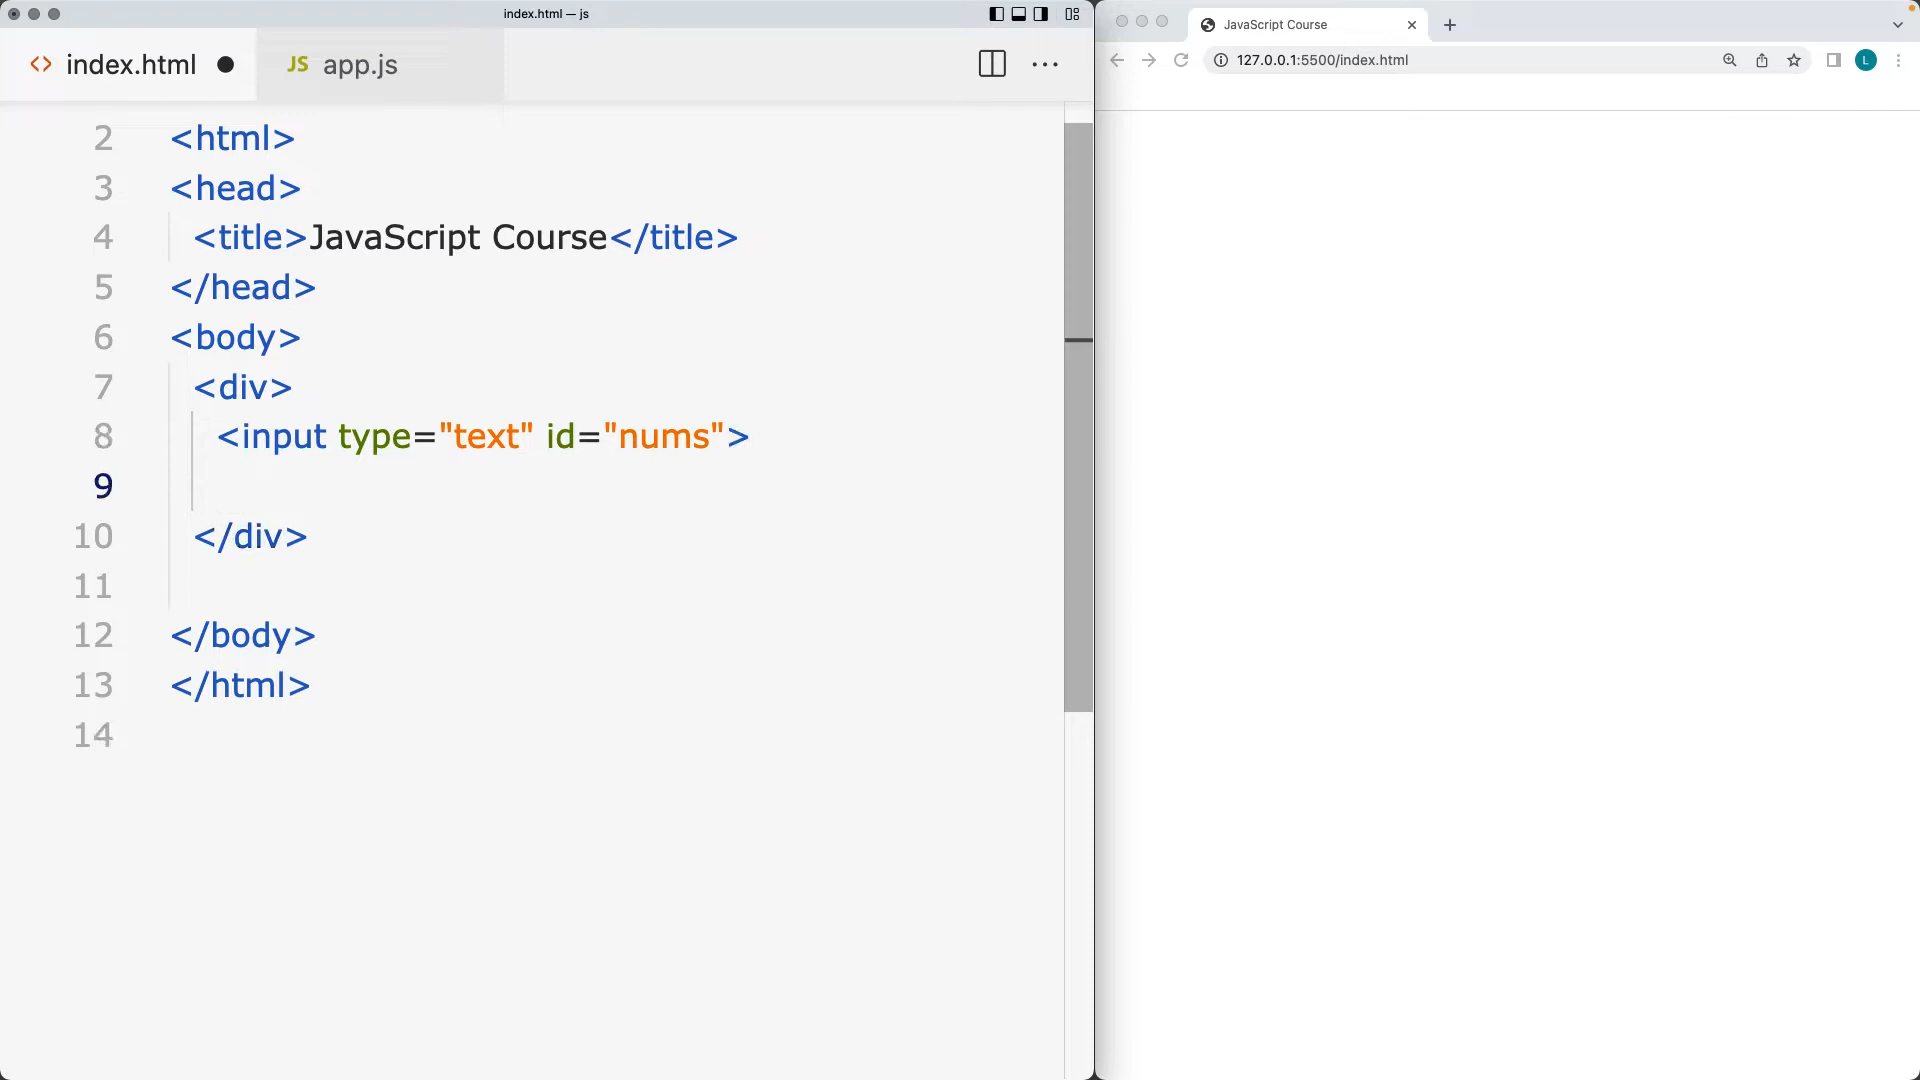 index.html — js
index.html
JS app.js
2 <html>
3 <head>
4 <title>JavaScript Course</title>
5 </head>
6 <body>
7 <div>
8 <input type="text" id="nums">
9
10 </div>
11
12 </body>
13 </html>
14
JavaScript Course
127.0.0.1:5500/index.html
L